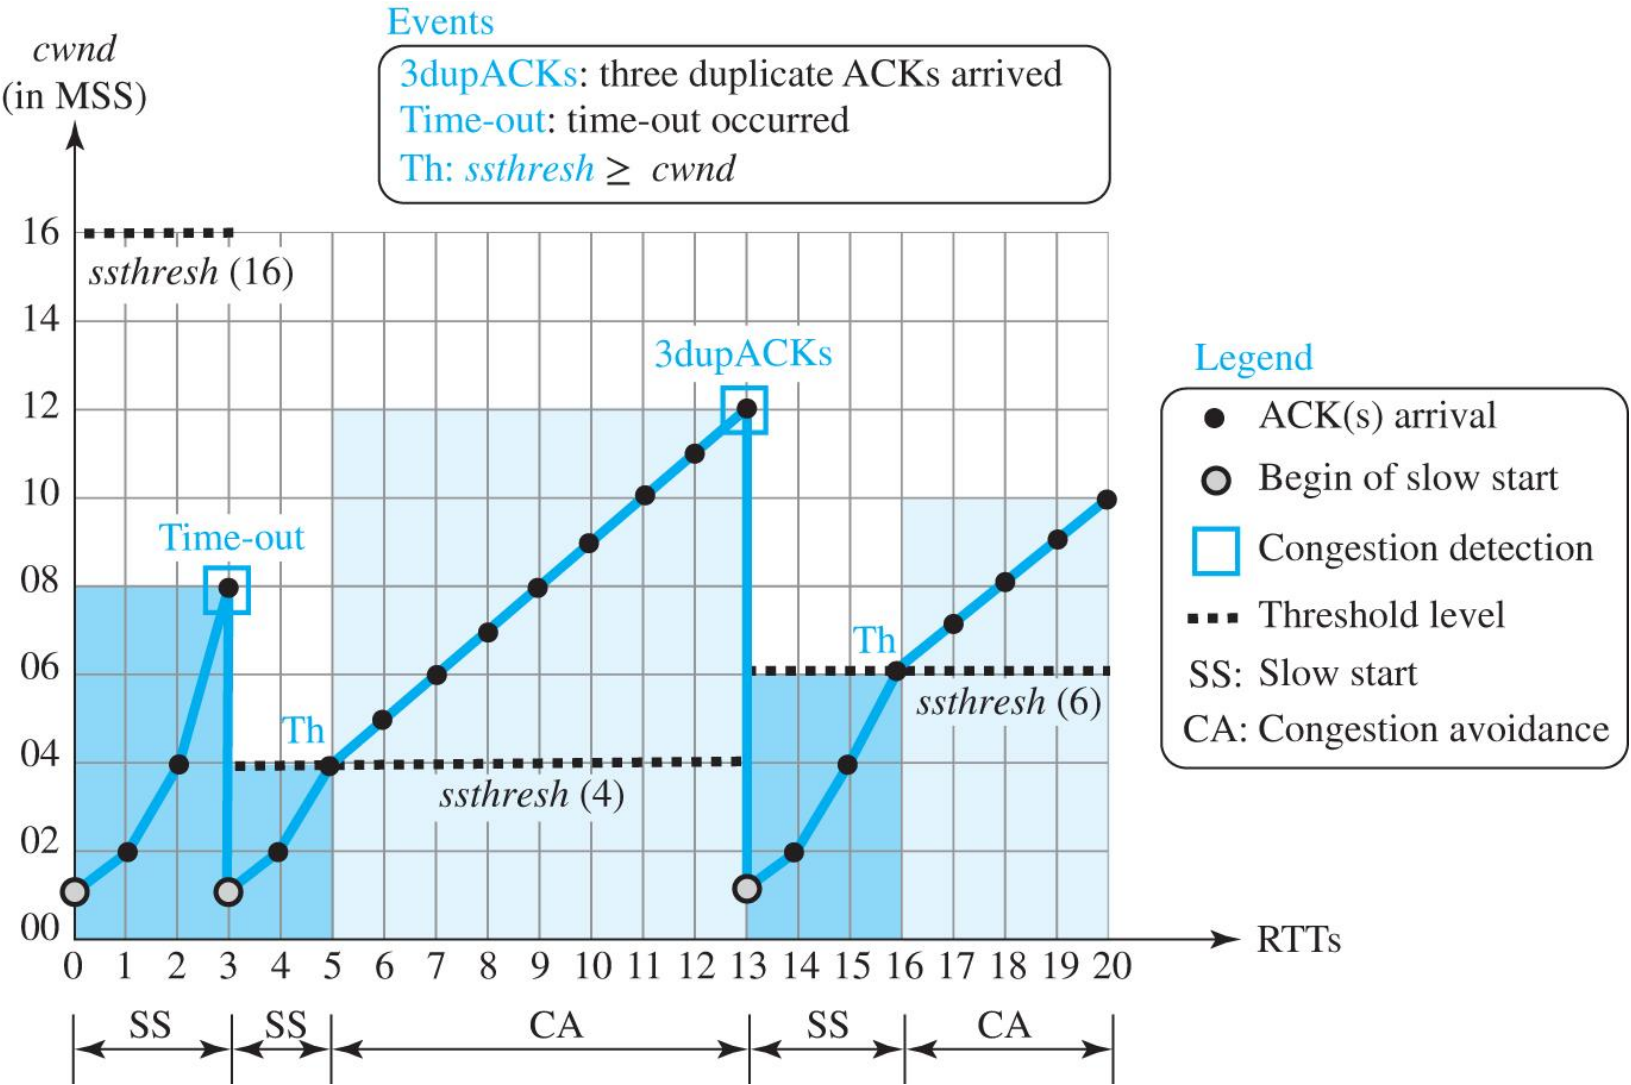 Events
3dupACKs: three duplicate ACKs arrived
Time-out: time-out occurred
Th: ssthresh ≥ cwnd
cwnd
(in MSS)
16
ssthresh (16)
14
3dupACKs
12
10
Time-out
08
Th
06
ssthresh (6)
Th
04
ssthresh (4)
02
00
RTTs
0 1 2 3 4 5 6 7 8 9 10 11 12 13 14 15 16 17 18 19 20
SS SS CA SS CA
Legend
ACK(s) arrival
Begin of slow start
Congestion detection
Threshold level
SS: Slow start
CA: Congestion avoidance